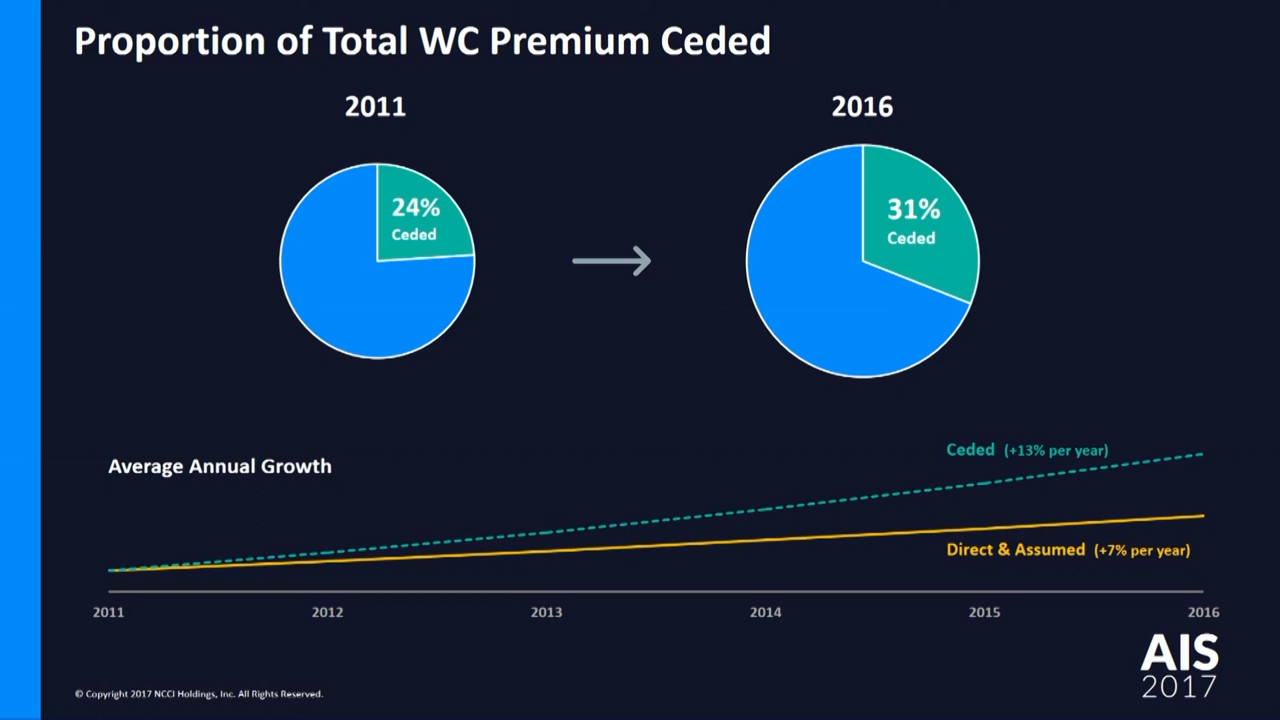 Proportion of Total WC Premium Ceded
2011
2016
24%
Ceded
31%
Ceded
Average Annual Growth
Ceded (+13% per year)
Direct & Assumed (+7% per year)
2011 2012 2013 2014 2015 2016
AIS
2017
© Copyright 2017 NCCI Holdings, Inc. All Rights Reserved.